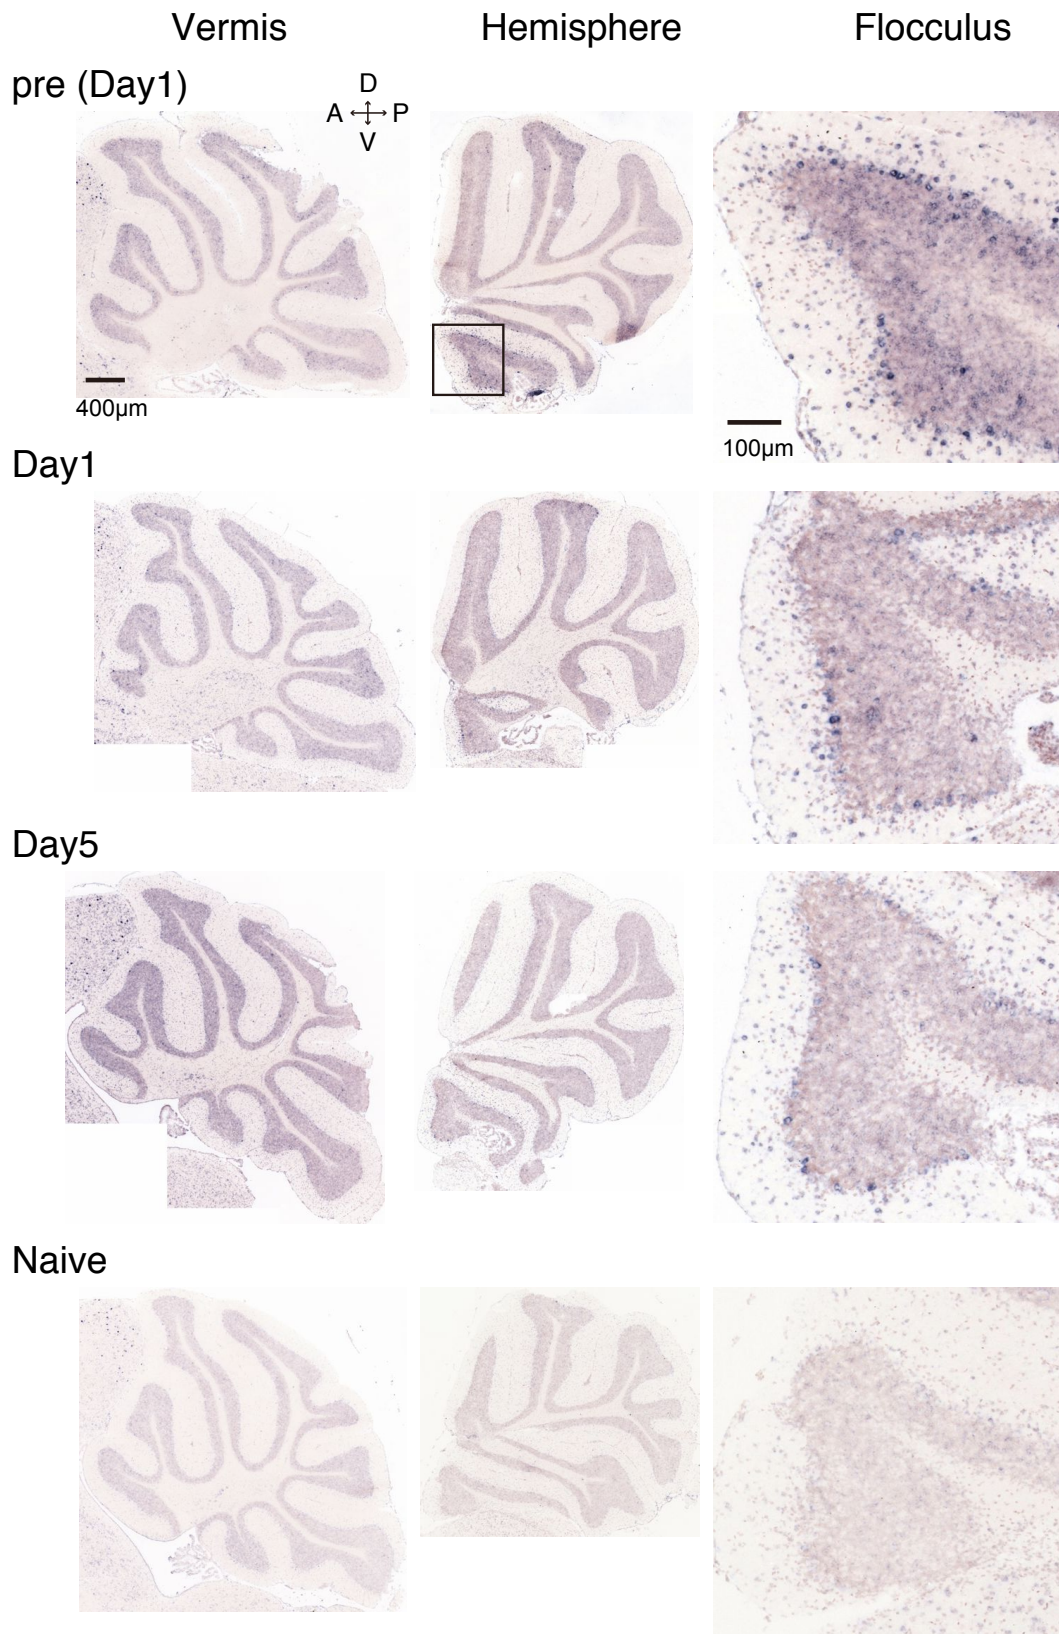 Vermis Hemisphere Flocculus
pre (Day1)
D
A P
V
400μm
100μm
Day1
Day5
Naive